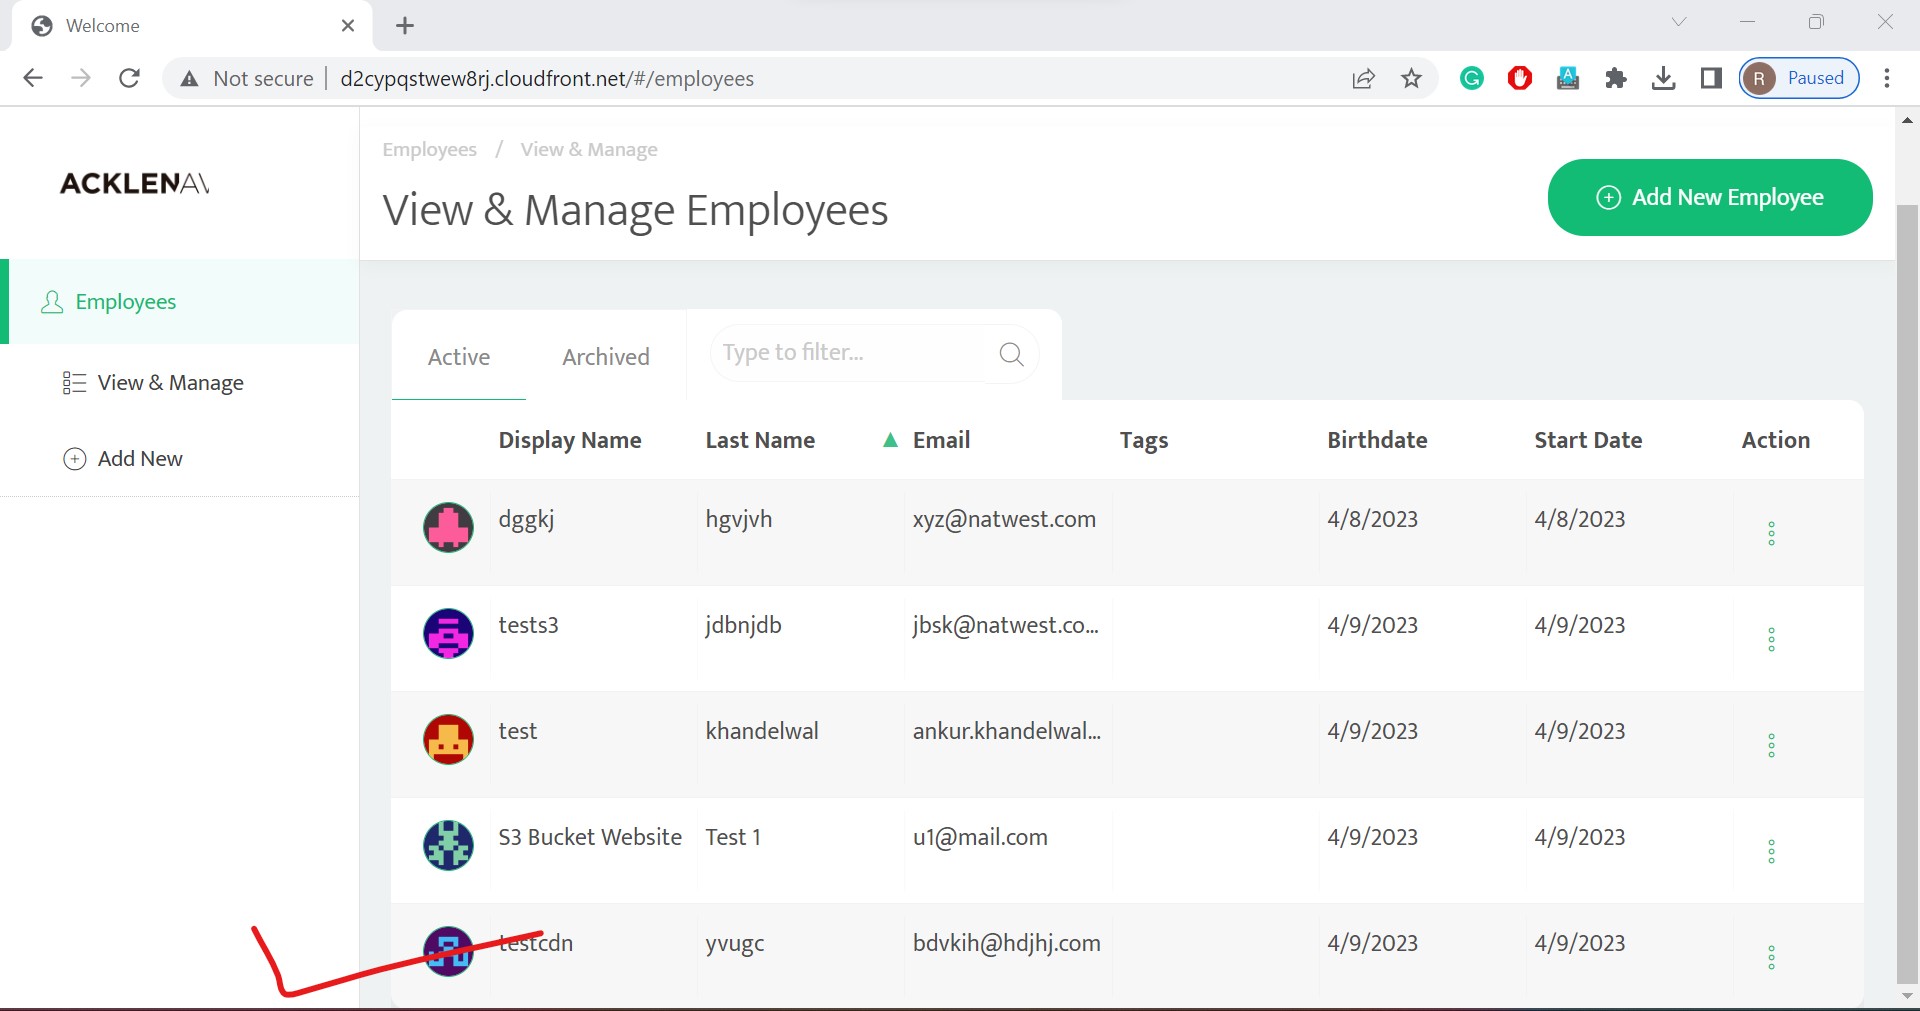 Welcome
Not secure d2cypqstwew8rj.cloudfront.net/#/employees R Paused
ACKLENAV
Employees / View & Manage
View & Manage Employees
Add New Employee
Employees
View & Manage
Add New
Active Archived Type to filter...
Display Name Last Name Email Tags Birthdate Start Date Action
dggkj hgvjvh xyz@natwest.com 4/8/2023 4/8/2023
tests3 jdbnjdb jbsk@natwest.co... 4/9/2023 4/9/2023
test khandelwal ankur.khandelwal... 4/9/2023 4/9/2023
S3 Bucket Website Test 1 u1@mail.com 4/9/2023 4/9/2023
testcdn yvugc bdvkih@hdjhj.com 4/9/2023 4/9/2023